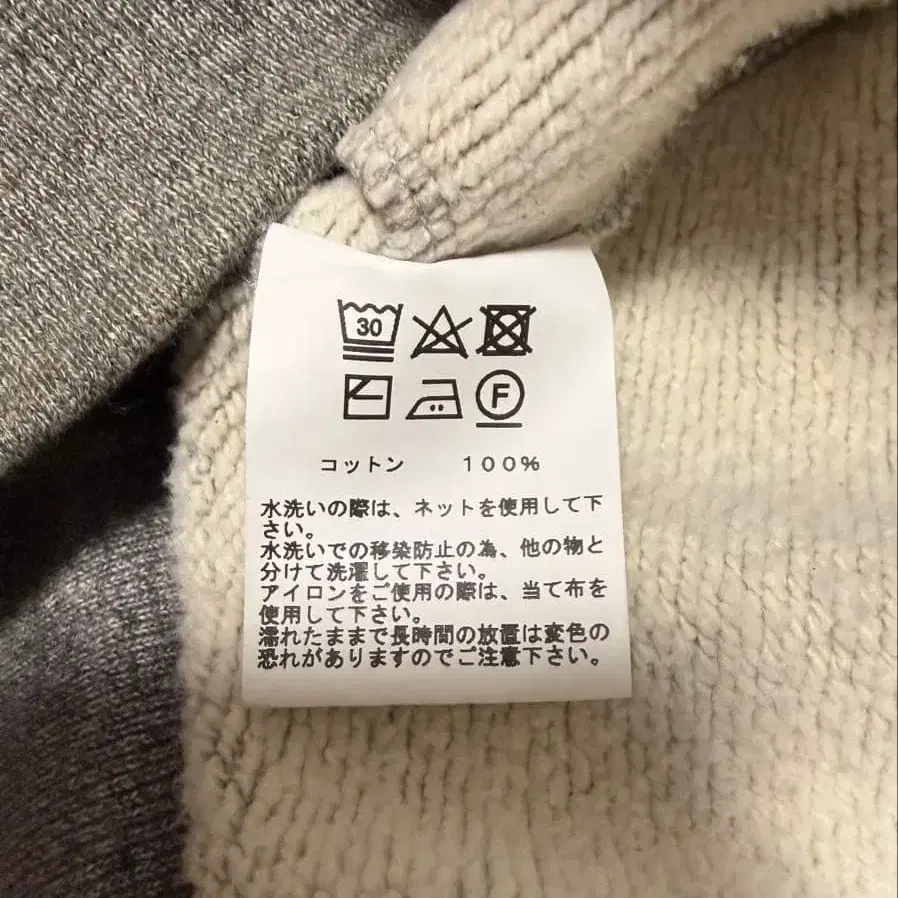 30
F
コットン 100%
水洗いの際は、ネットを使用して下
さい。
水洗いでの移染防止の為、他の物と
分けて洗濯して下さい。
アイロンをご使用の際は、当て布を
使用して下さい。
濡れたままで長時間の放置は変色の
恐れがありますのでご注意下さい。